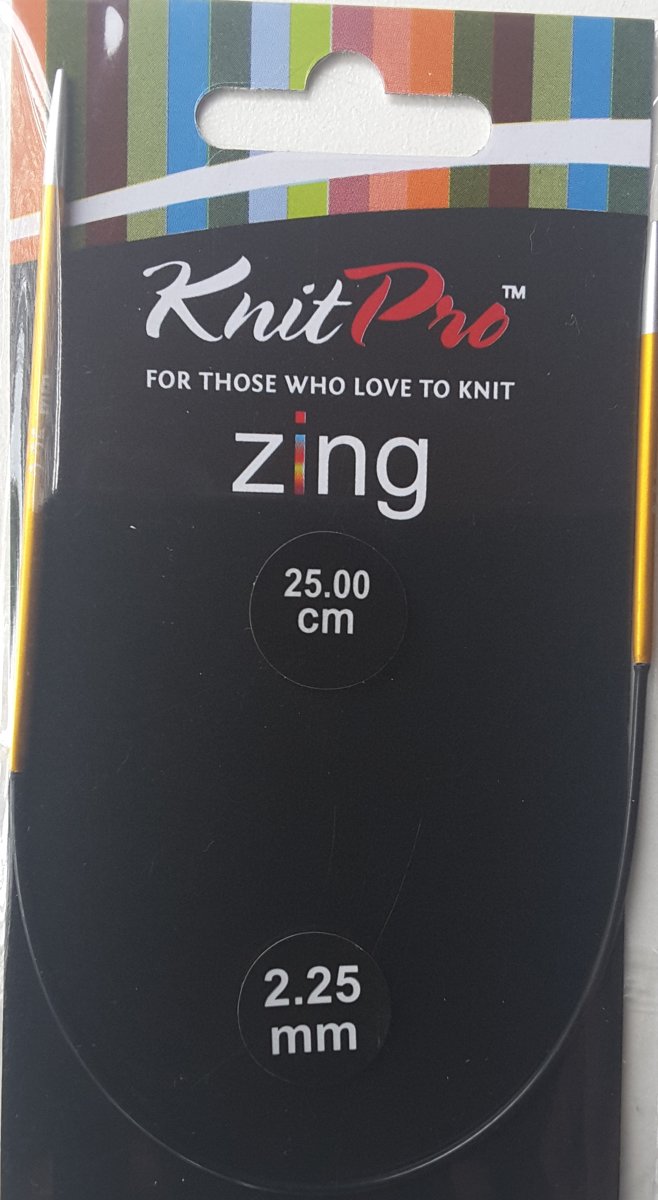 KnitPro™
FOR THOSE WHO LOVE TO KNIT
zing
25.00
cm
2.25
mm